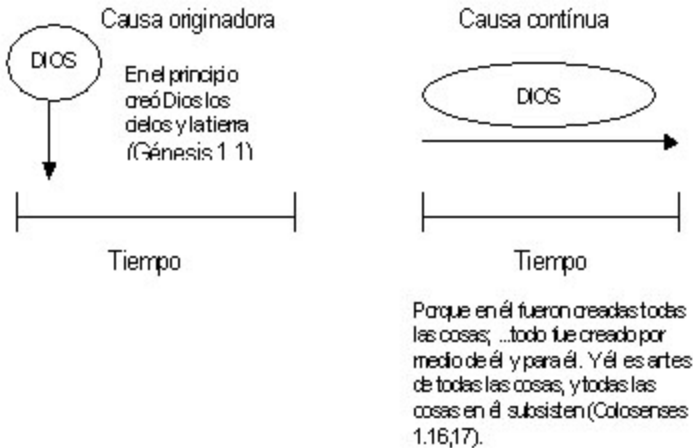 Causa originadora
DIOS
En el principio
creó Dios los
cielos y la tierra
(Génesis 1.1)
Tiempo
Causa contínua
DIOS
Tiempo
Porque en él fueron creadas todas
las cosas; ...todo fue creado por
medio de él y para él. Y él es antes
de todas las cosas, y todas las
cosas en él subsisten (Colosenses
1.16,17).